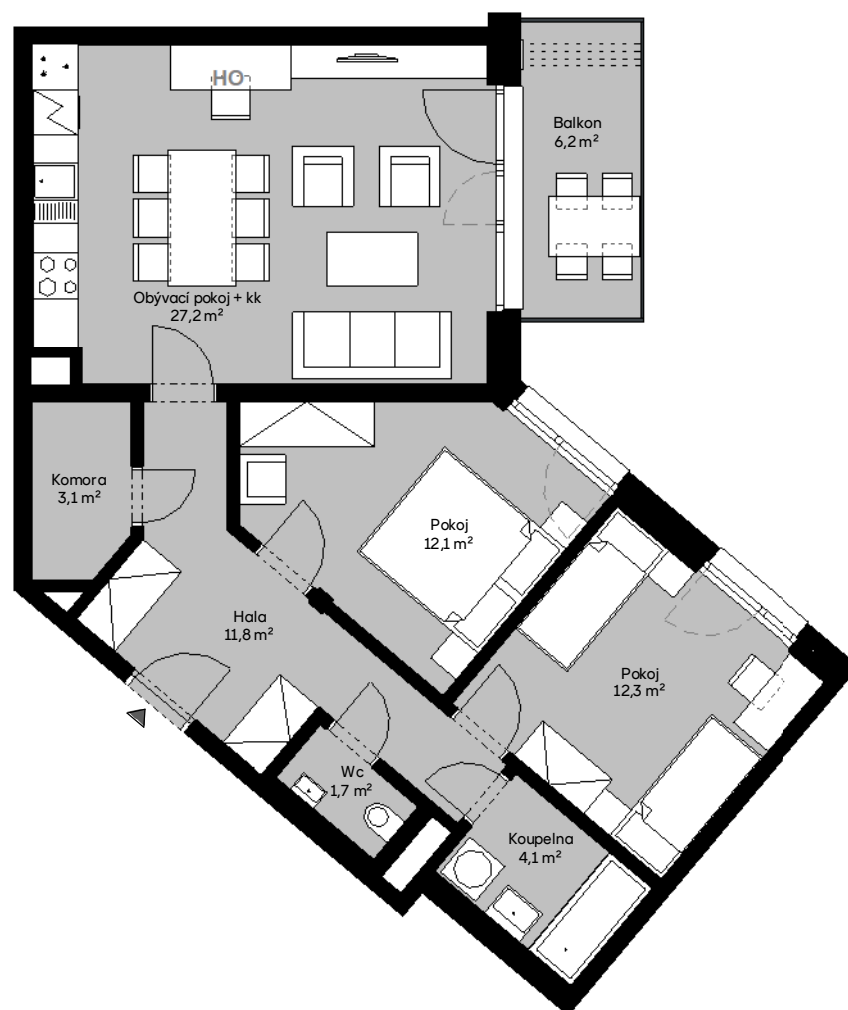 HO
Balkon
6,2 m²
Obývací pokoj + kk
27,2 m²
Komora
3,1 m²
Pokoj
12,1 m²
Hala
11,8 m²
Pokoj
12,3 m²
Wc
1,7 m²
Koupelna
4,1 m²